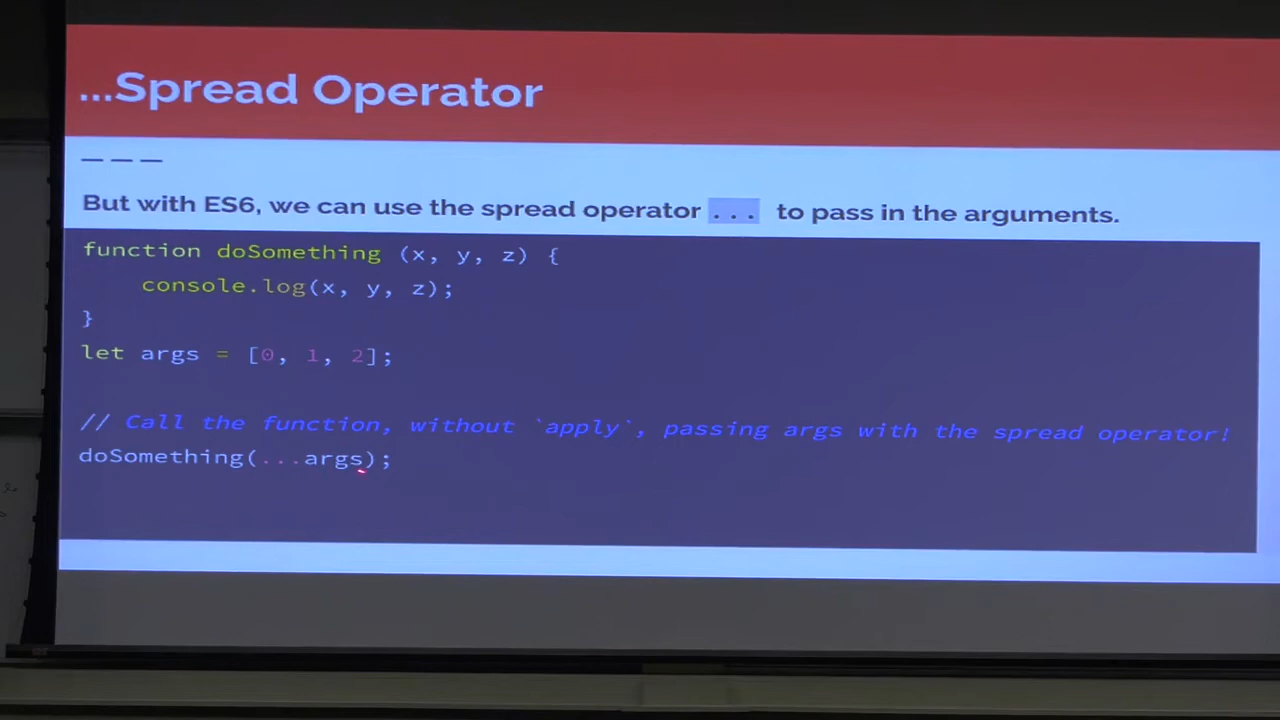 ...Spread Operator
But with ES6, we can use the spread operator ... to pass in the arguments.
function doSomething (x, y, z) {
console.log(x, y, z);
}
let args = [0, 1, 2];
// Call the function, without `apply`, passing args with the spread operator!
doSomething(...args);